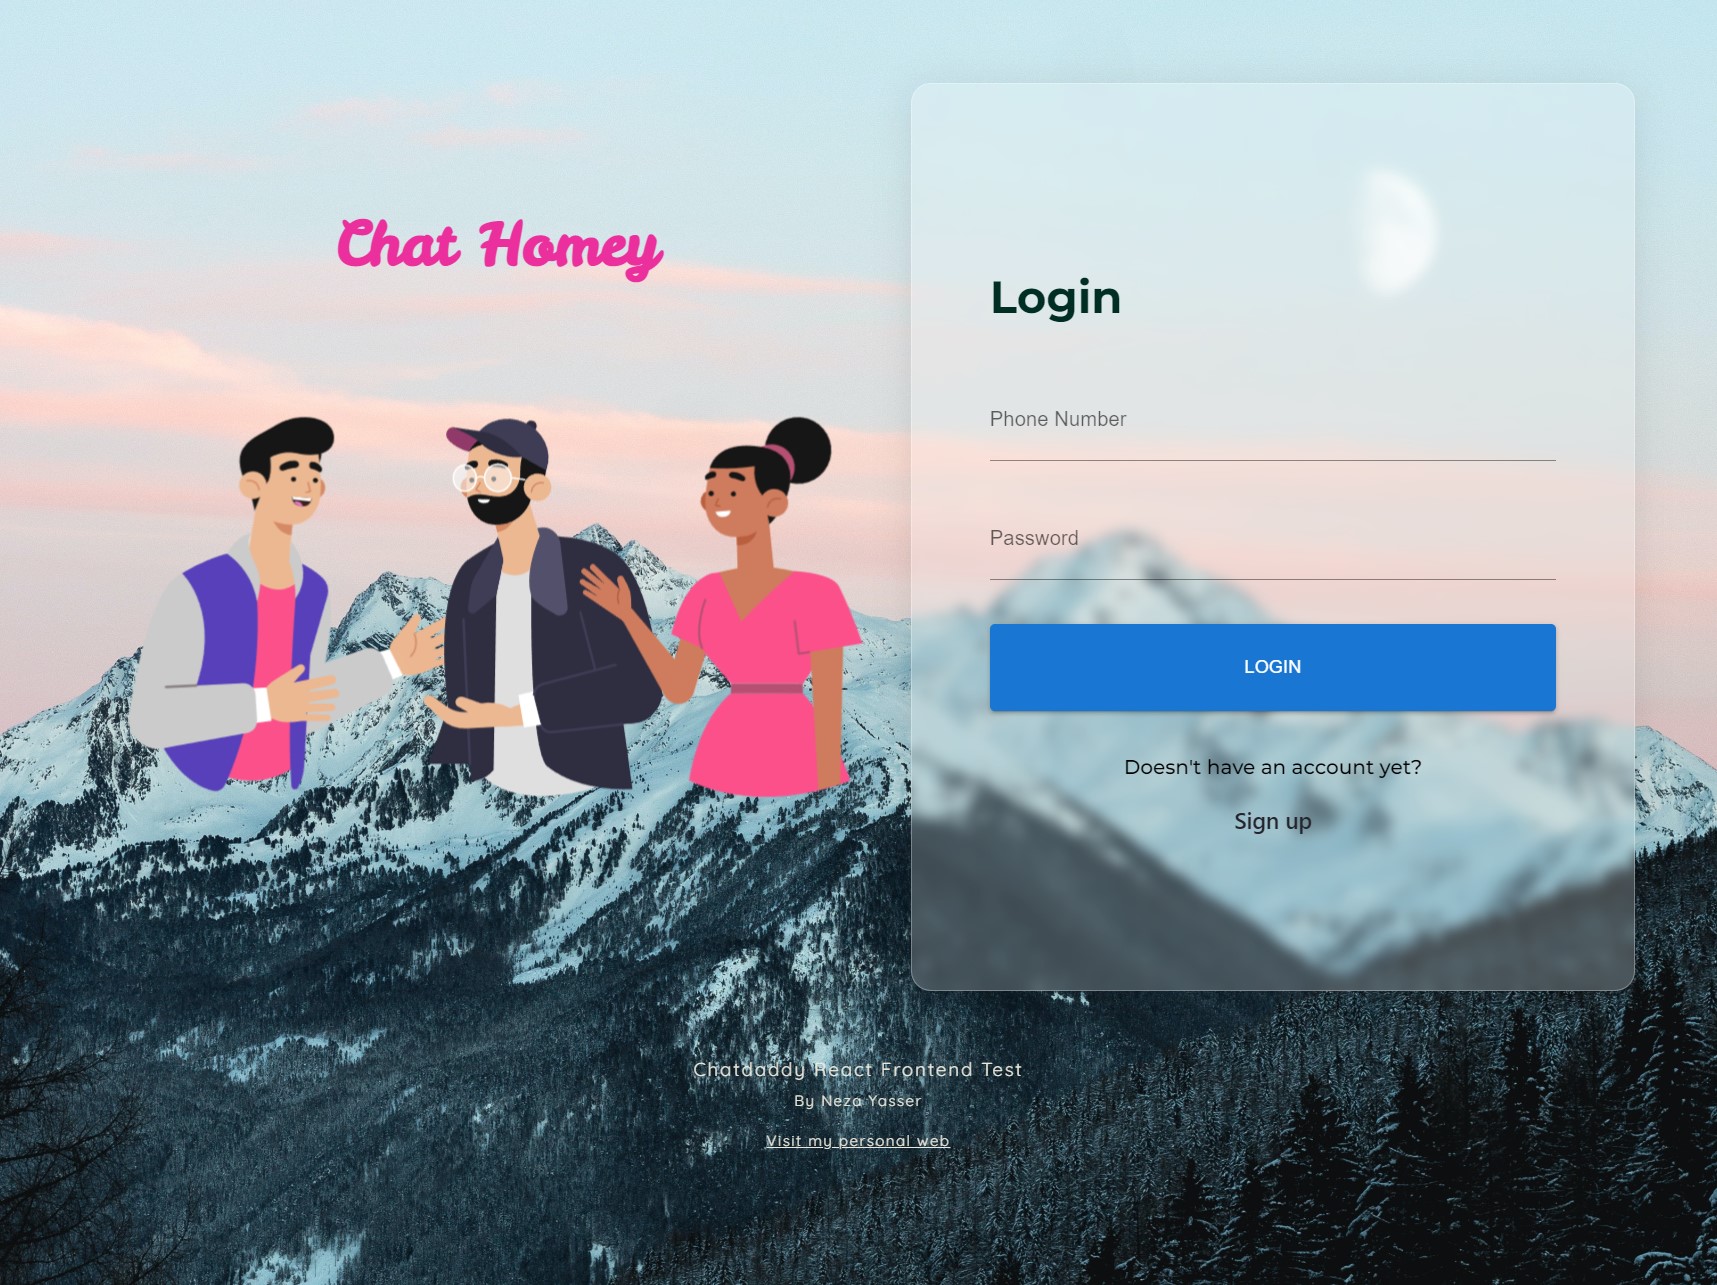 Chat Homey
Login
Phone Number
Password
LOGIN
Doesn't have an account yet?
Sign up
Chatdaddy React Frontend Test
By Neza Yasser
Visit my personal web